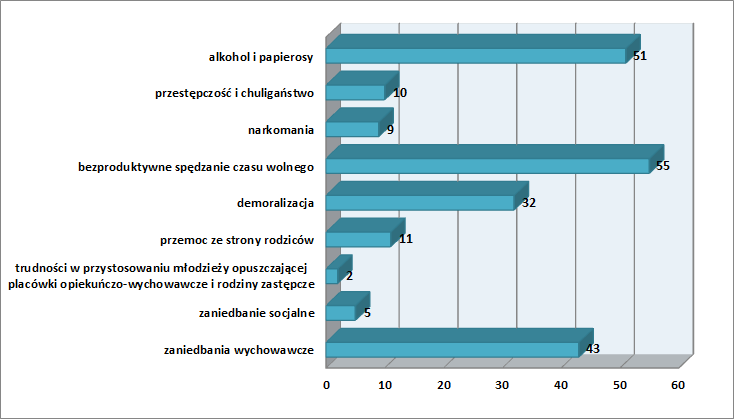 alkohol i papierosy
51
przestępczość i chuligaństwo
10
narkomania
9
bezproduktywne spędzanie czasu wolnego
55
demoralizacja
32
przemoc ze strony rodziców
11
trudności w przystosowaniu młodzieży opuszczającej
placówki opiekuńczo-wychowawcze i rodziny zastępcze
2
zaniedbanie socjalne
5
zaniedbania wychowawcze
43
0 10 20 30 40 50 60